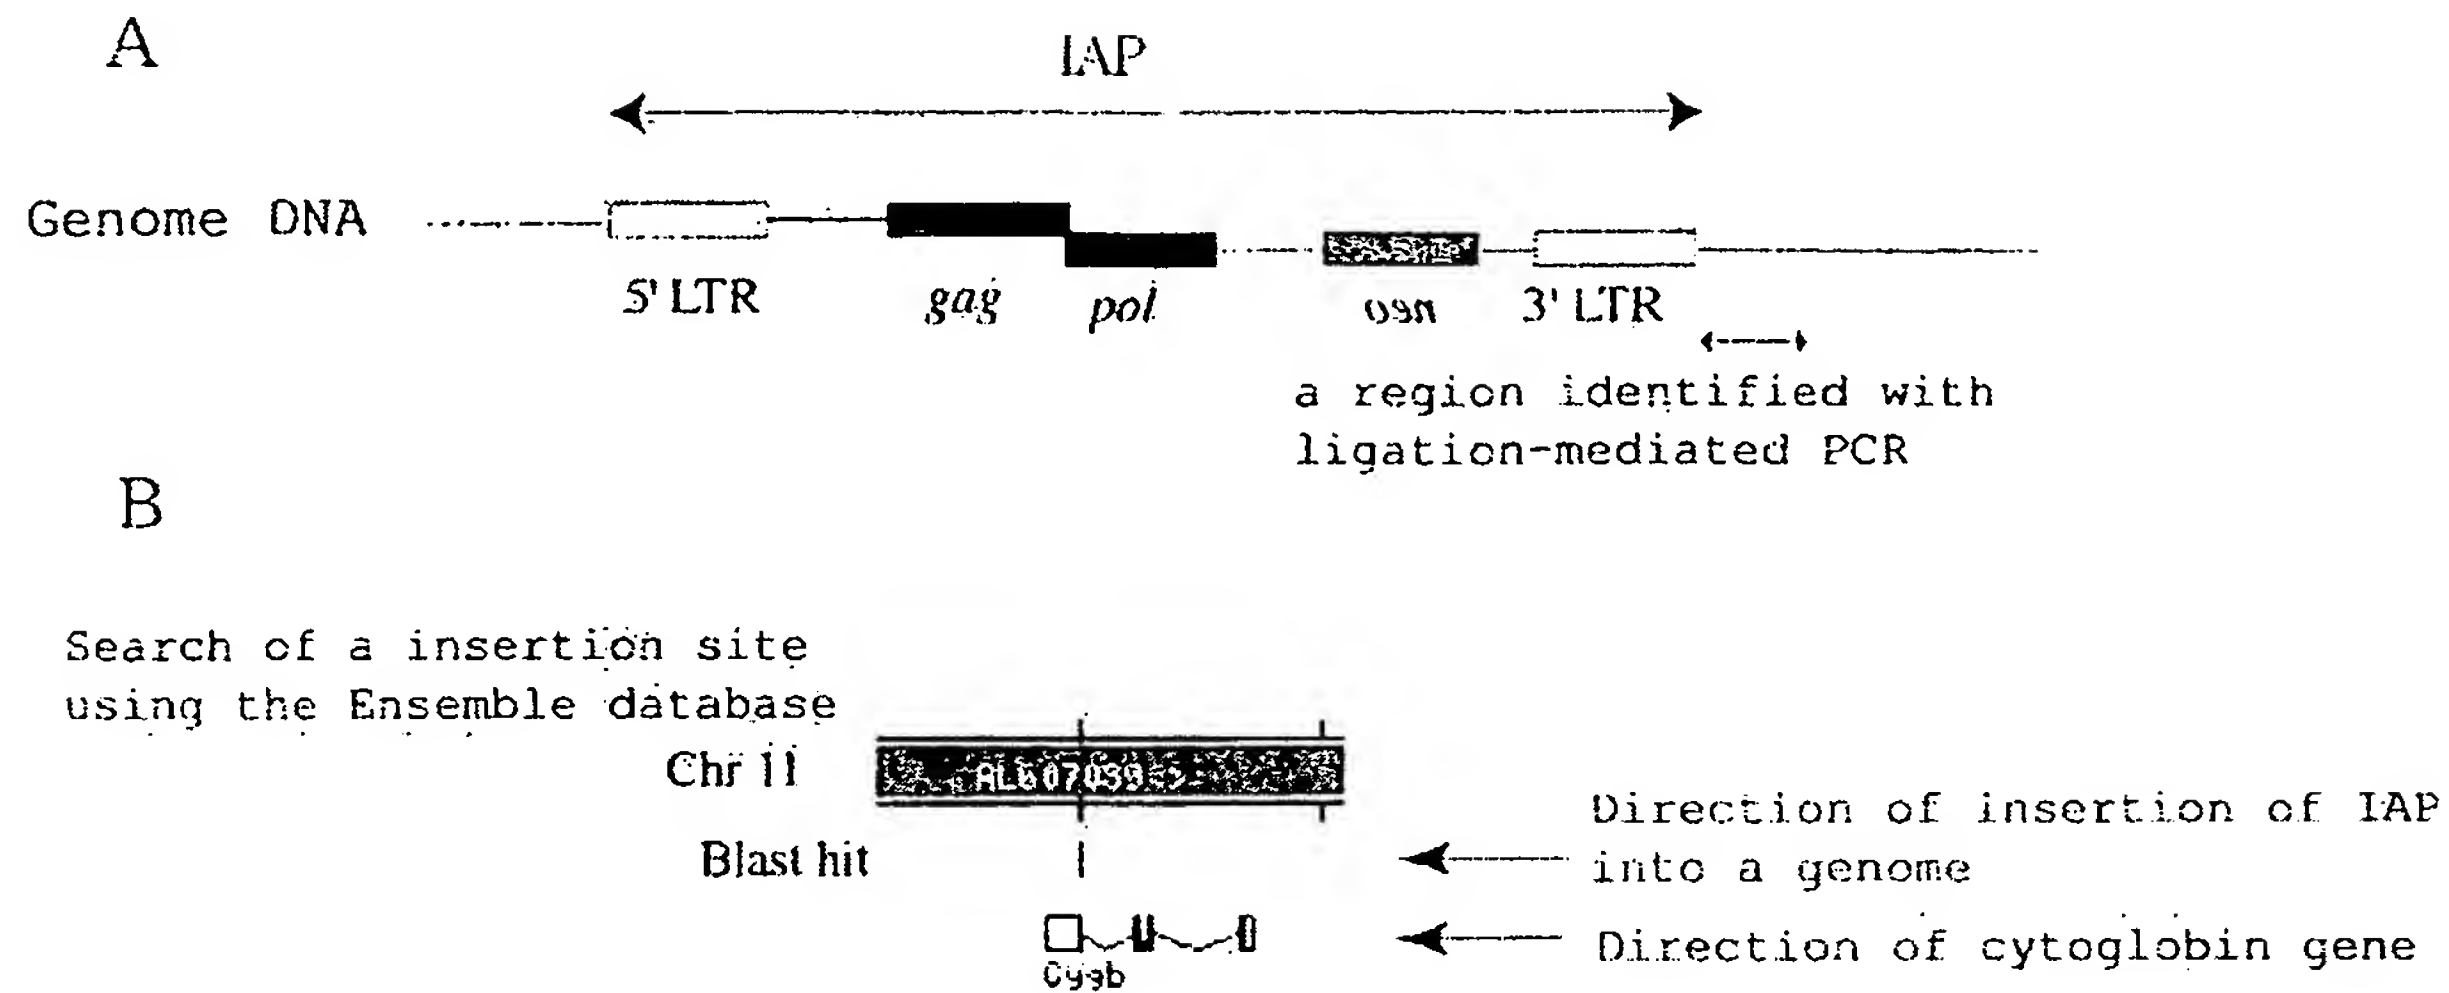 A
IAP
Genome DNA
5' LTR
gag
pol
3' LTR
a region identified with
ligation-mediated PCR
B
Search of a insertion site
using the Ensemble database
Chr 11
Blast hit
Direction of insertion of IAP
into a genome
Direction of cytoglobin gene
Cygb